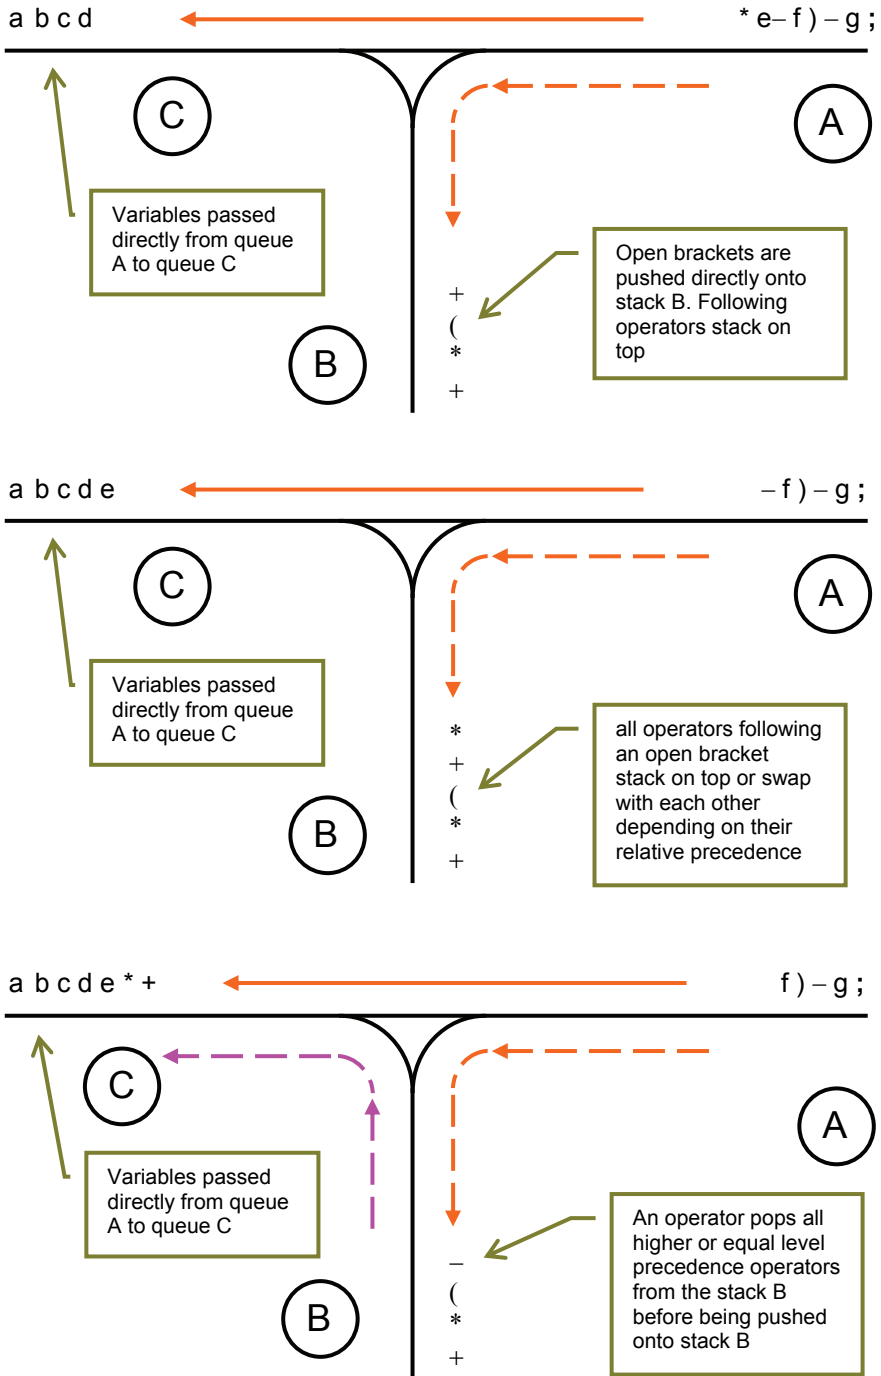 a b c d * e – f ) – g ;
C
A
Variables passed
directly from queue
A to queue C
Open brackets are
pushed directly onto
stack B. Following
operators stack on
top
+
(
*
+
B
a b c d e – f ) – g ;
C
A
Variables passed
directly from queue
A to queue C
all operators following
an open bracket
stack on top or swap
with each other
depending on their
relative precedence
*
+
(
*
+
B
a b c d e * + f ) – g ;
C
A
Variables passed
directly from queue
A to queue C
An operator pops all
higher or equal level
precedence operators
from the stack B
before being pushed
onto stack B
–
(
*
+
B